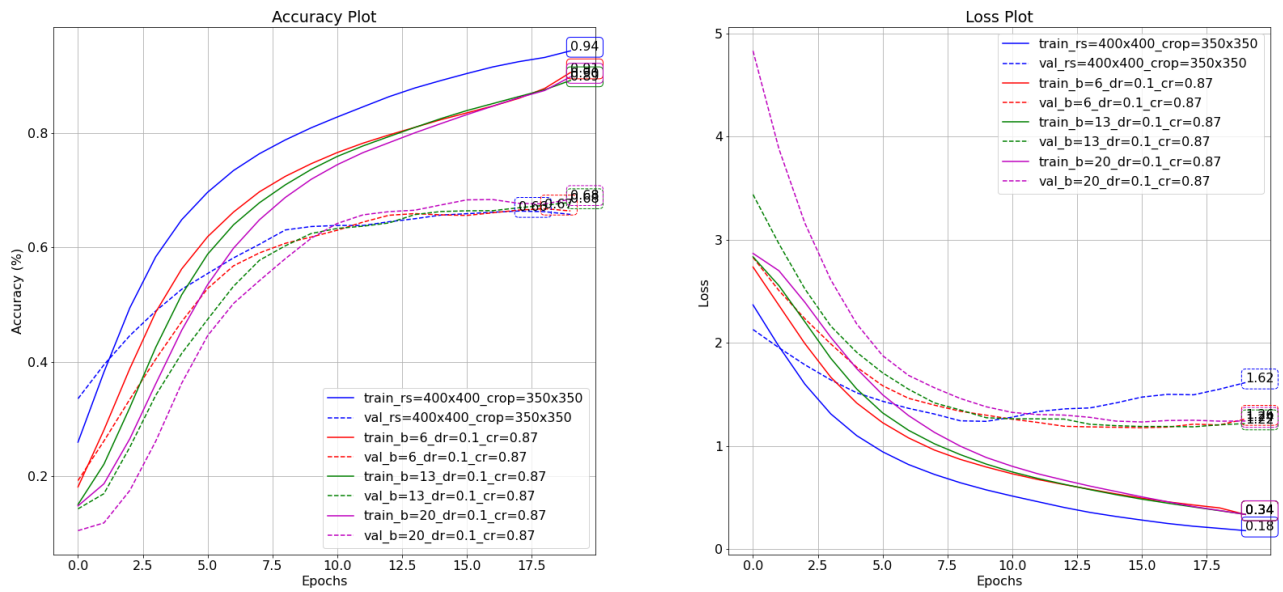 Accuracy Plot
0.94
0.89
0.68
0.67
0.8
0.6
0.4
0.2
Accuracy (%)
train_rs=400x400_crop=350x350
val_rs=400x400_crop=350x350
train_b=6_dr=0.1_cr=0.87
val_b=6_dr=0.1_cr=0.87
train_b=13_dr=0.1_cr=0.87
val_b=13_dr=0.1_cr=0.87
train_b=20_dr=0.1_cr=0.87
val_b=20_dr=0.1_cr=0.87
0.0 2.5 5.0 7.5 10.0 12.5 15.0 17.5
Epochs
Loss Plot
5
4
3
2
1
0
Loss
train_rs=400x400_crop=350x350
val_rs=400x400_crop=350x350
train_b=6_dr=0.1_cr=0.87
val_b=6_dr=0.1_cr=0.87
train_b=13_dr=0.1_cr=0.87
val_b=13_dr=0.1_cr=0.87
train_b=20_dr=0.1_cr=0.87
val_b=20_dr=0.1_cr=0.87
1.62
1.22
0.34
0.18
0.0 2.5 5.0 7.5 10.0 12.5 15.0 17.5
Epochs